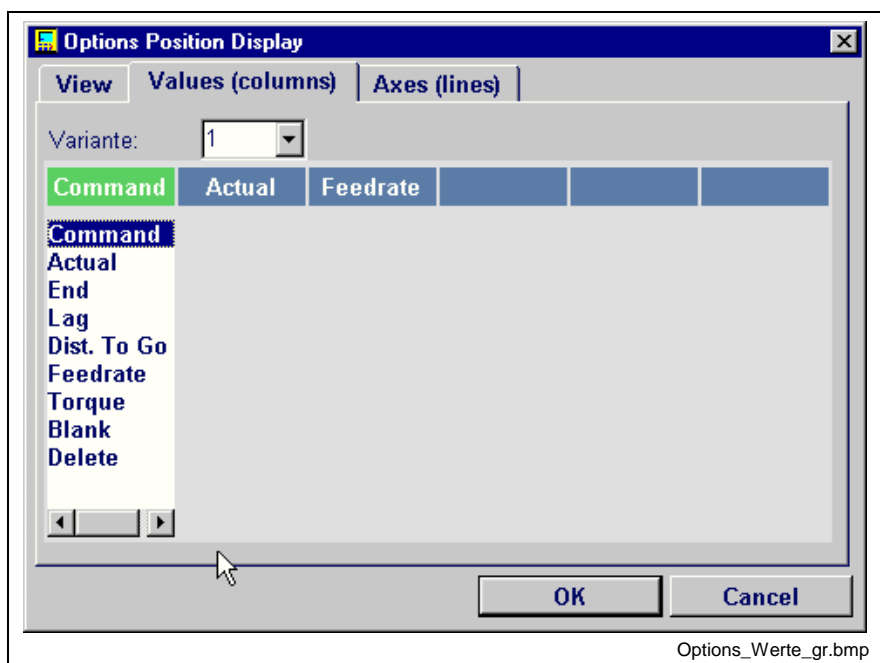 Options Position Display
View Values (columns) Axes (lines)
Variante: 1
Command Actual Feedrate
Command
Actual
End
Lag
Dist. To Go
Feedrate
Torque
Blank
Delete
OK Cancel
Options_Werte_gr.bmp